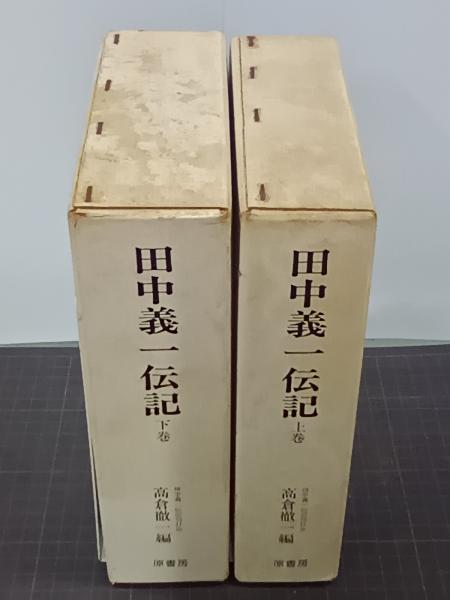 田中義一伝記
上巻
高倉徹一編
原書房
田中義一伝記
下巻
高倉徹一編
原書房